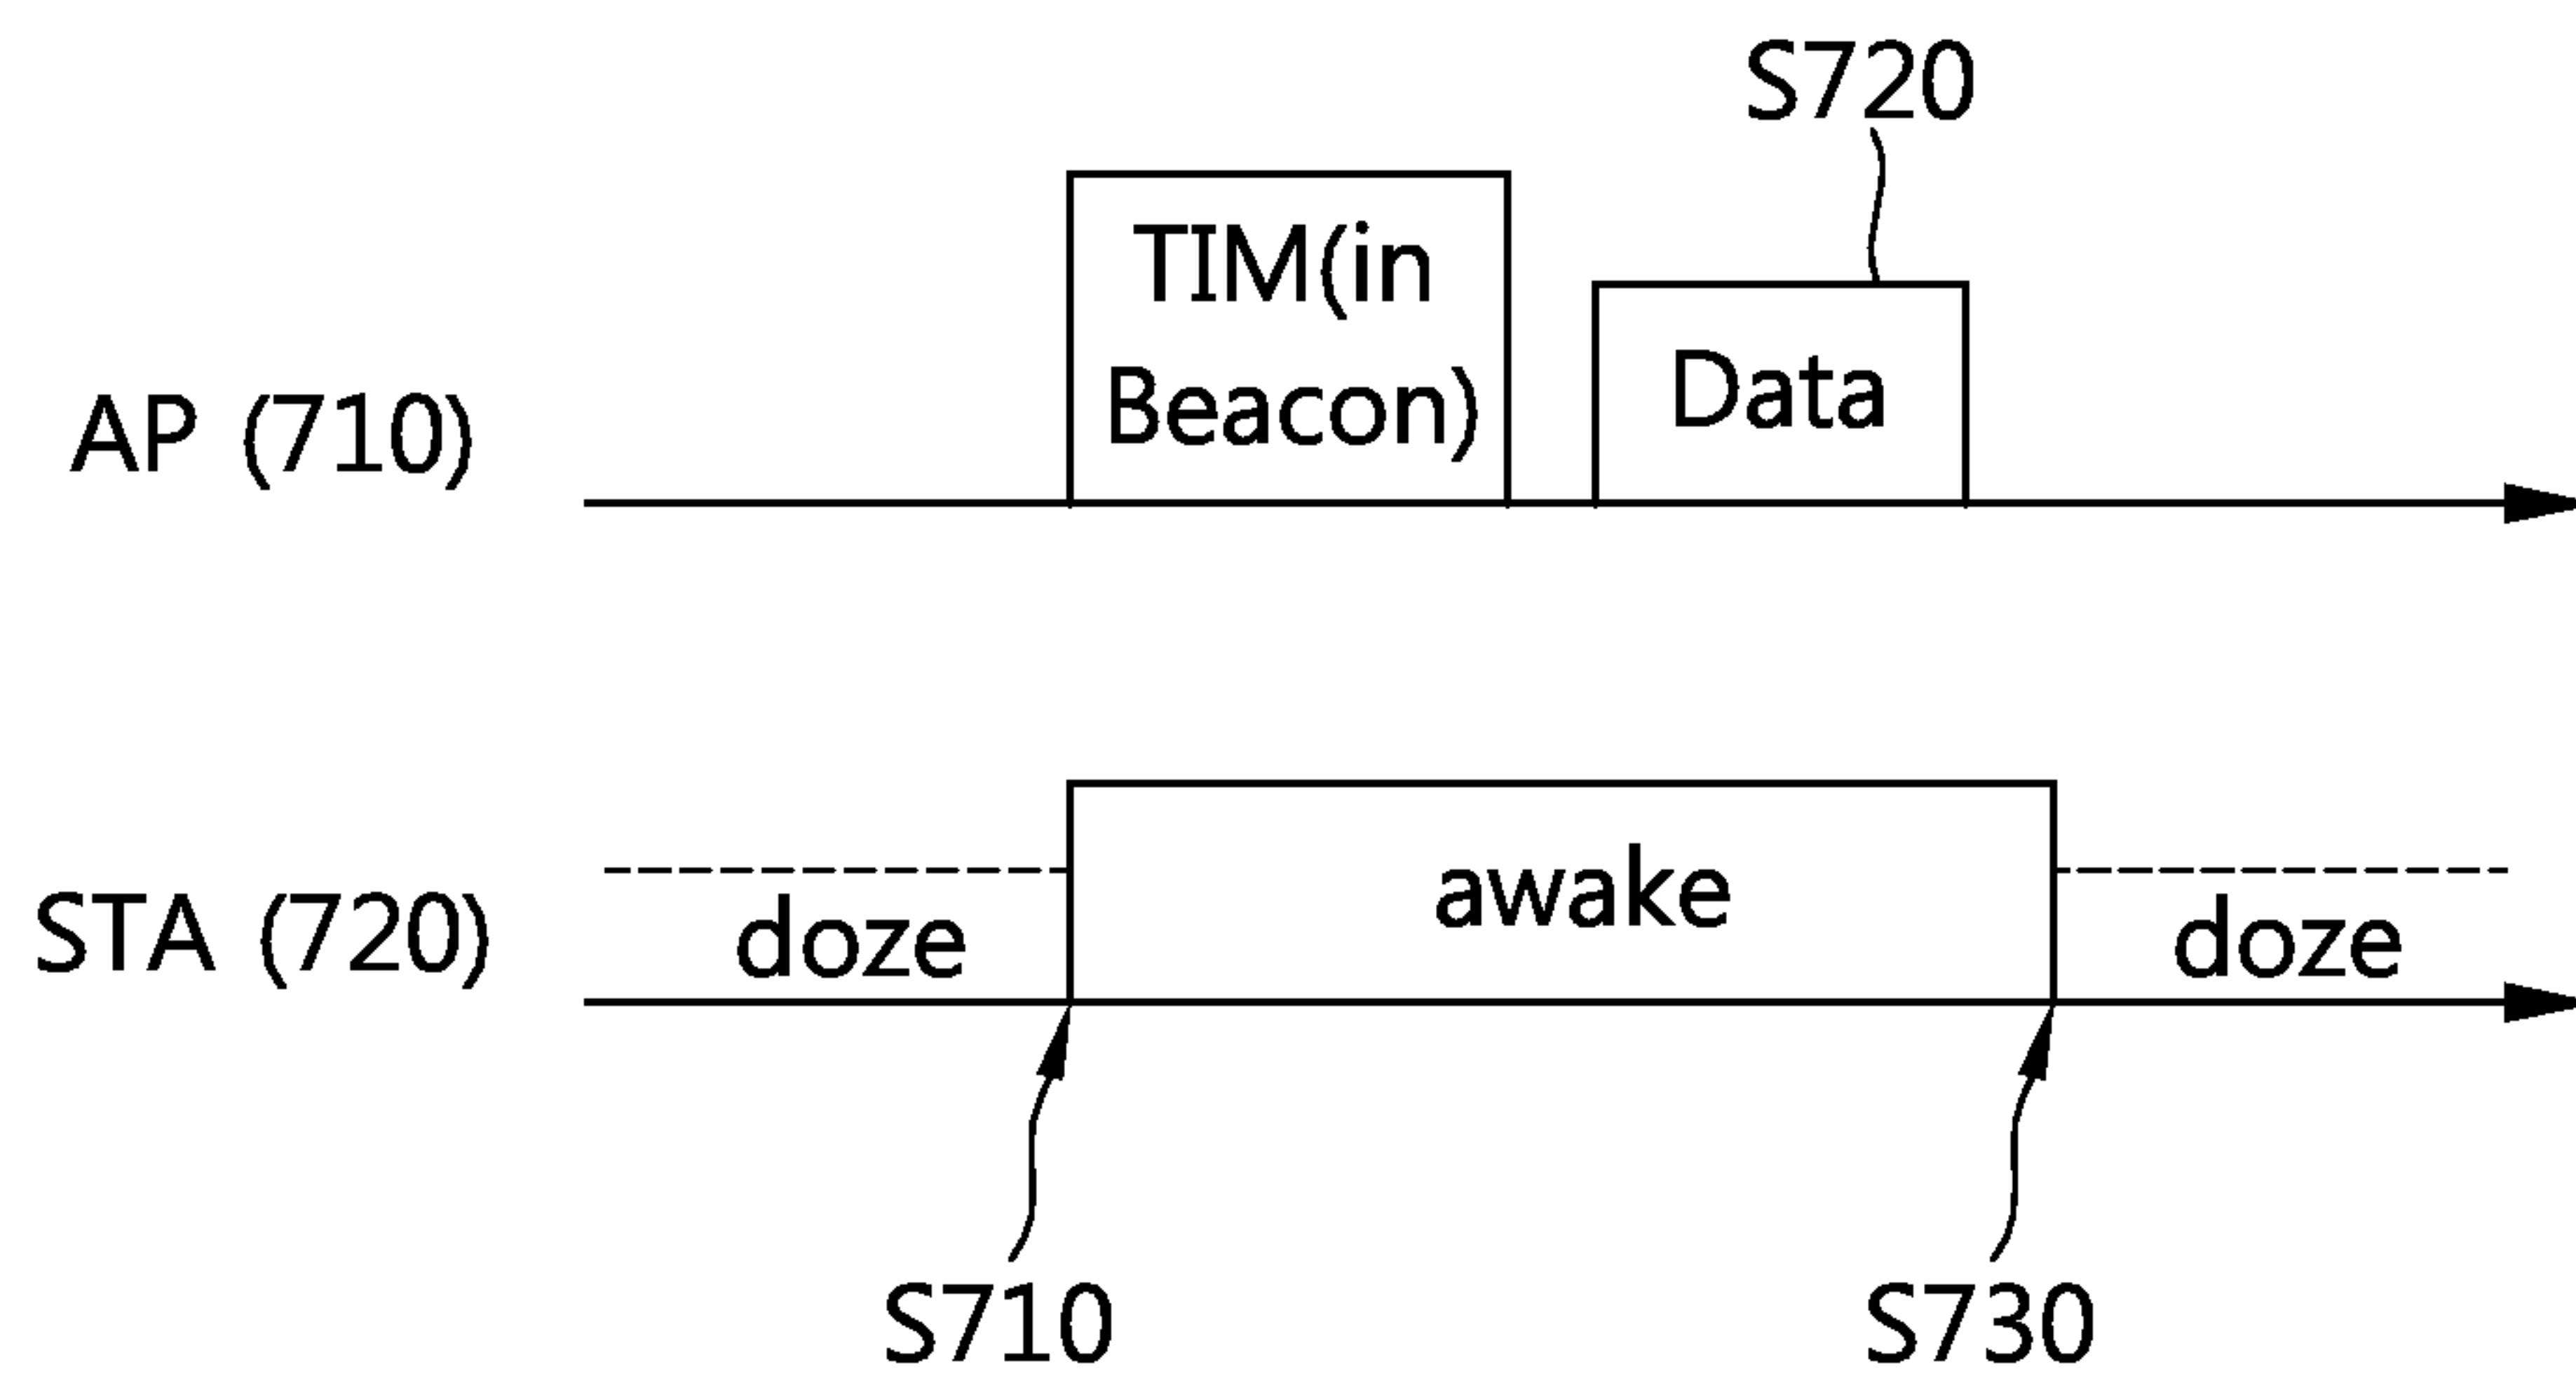 S720
TIM(in
Beacon)
Data
AP (710)
awake
STA (720)
doze
doze
S710
S730